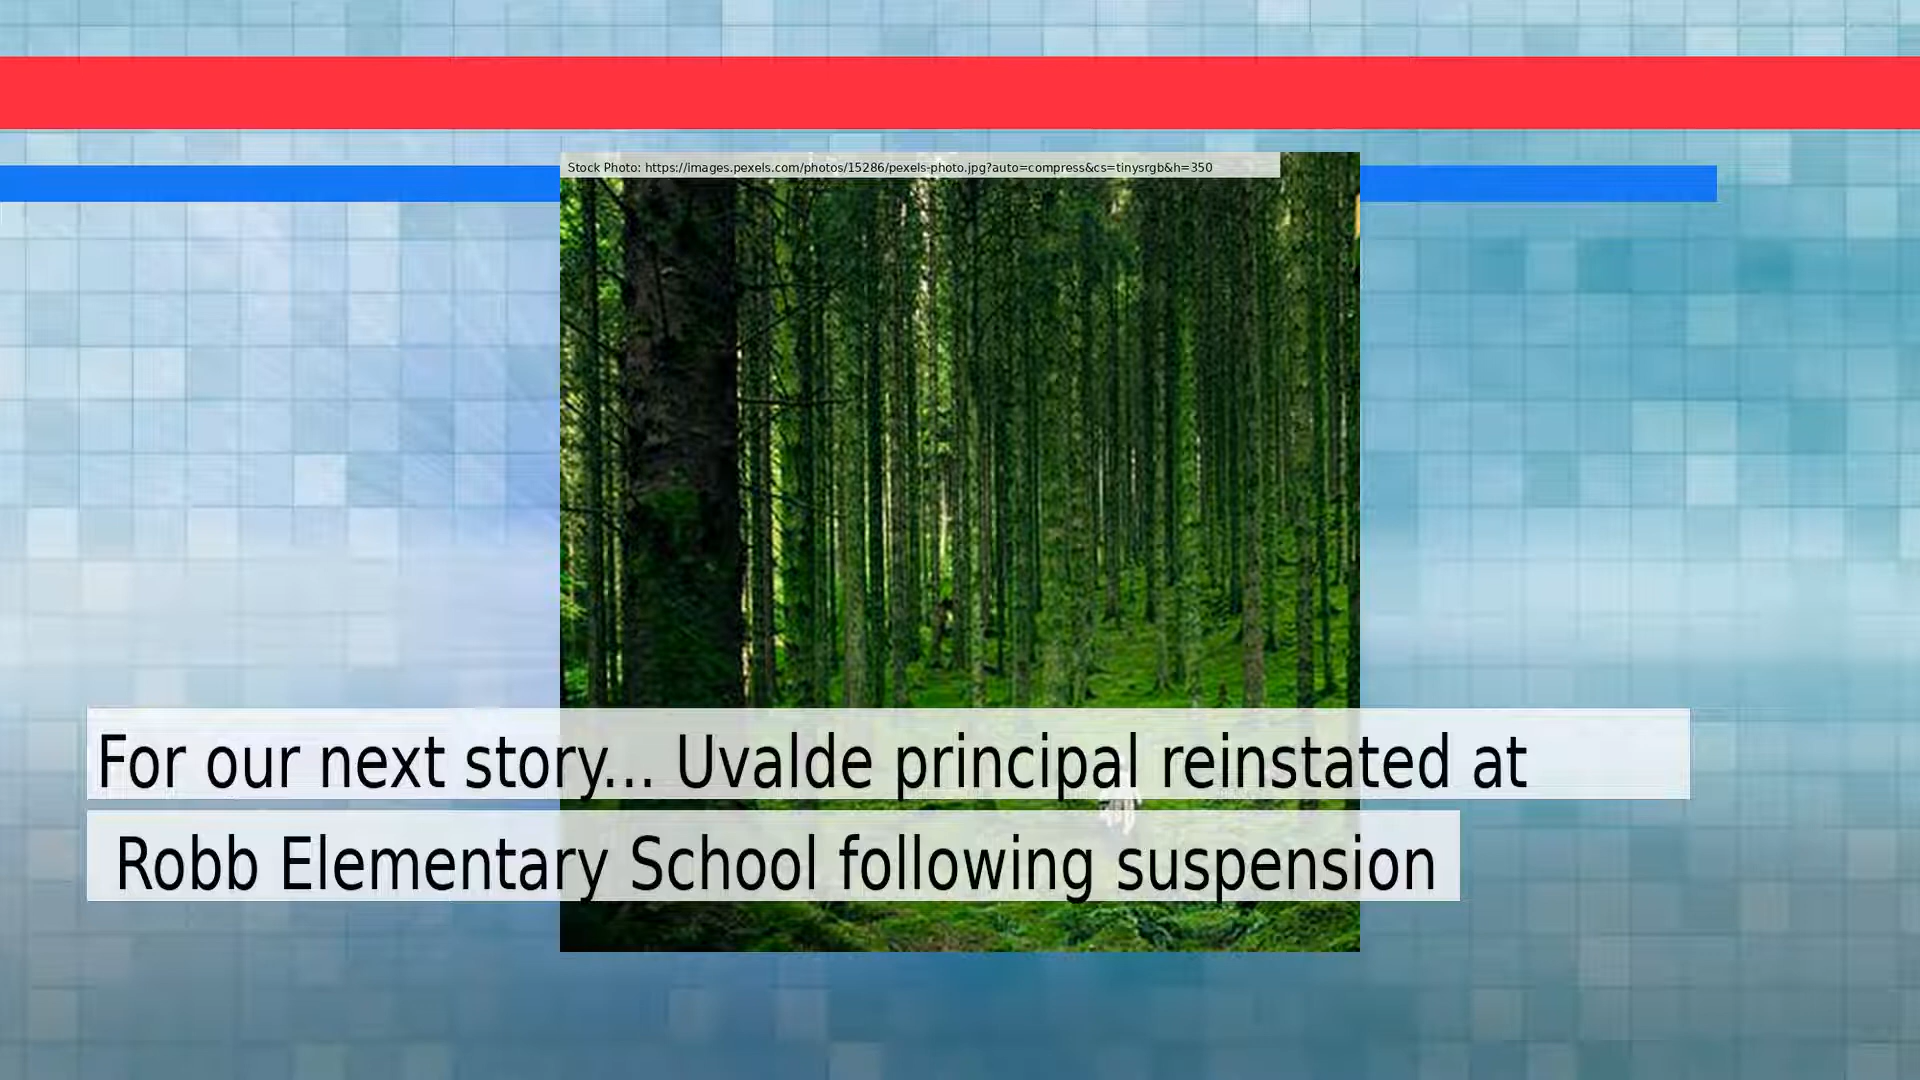 Stock Photo: https://images.pexels.com/photos/15286/pexels-photo.jpg?auto=compress&cs=tinysrgb&h=350
For our next story... Uvalde principal reinstated at
Robb Elementary School following suspension